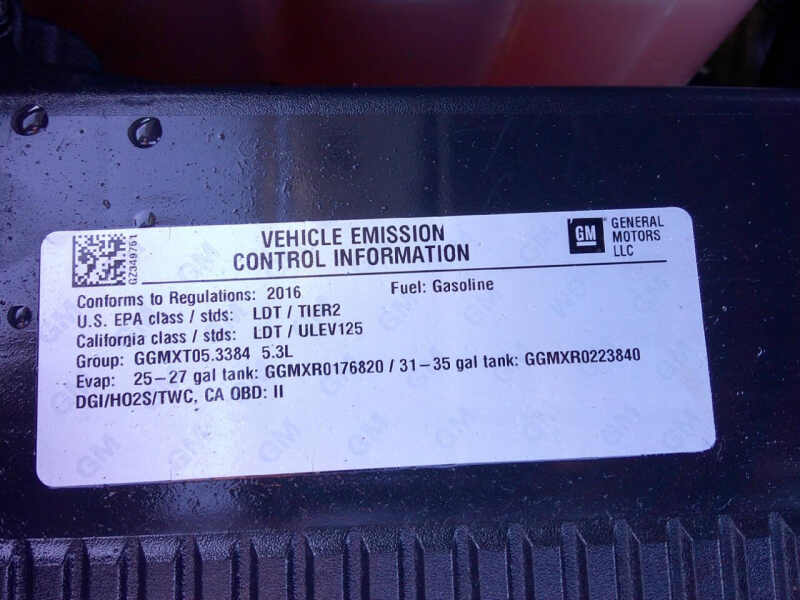 VEHICLE EMISSION
CONTROL INFORMATION
GM
GENERAL
MOTORS
LLC
GZ349751
Conforms to Regulations: 2016 Fuel: Gasoline
U.S. EPA class / stds: LDT / TIER2
California class / stds: LDT / ULEV125
Group: GGMXT05.3384 5.3L
Evap: 25-27 gal tank: GGMXR0176820 / 31-35 gal tank: GGMXR0223840
DGI/HO2S/TWC, CA OBD: II